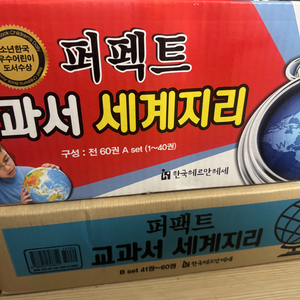 소년한국
우수어린이
도서수상
퍼펙트
과서 세계지리
구성 : 전 60권 A set (1~40권)
한국헤르만헤세
퍼팩트
교과서 세계지리
B set 41권~60권 한국헤르만헤세